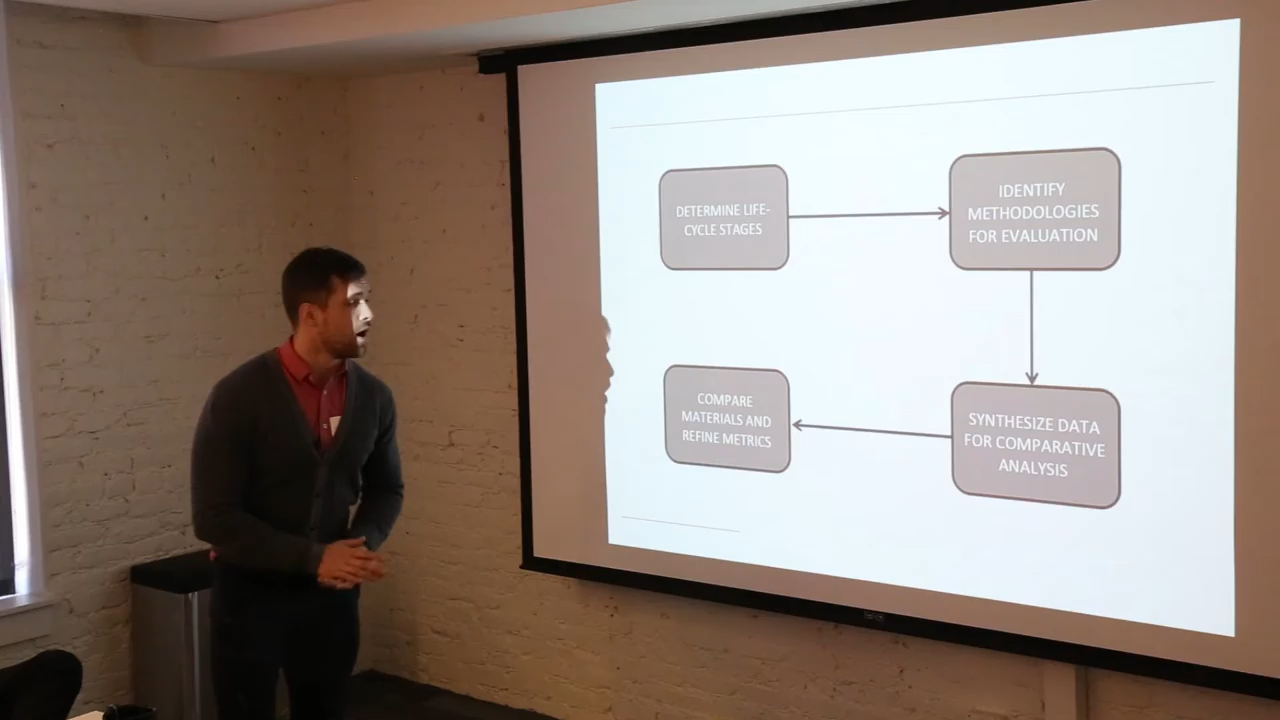 DETERMINE LIFE-
CYCLE STAGES
IDENTIFY
METHODOLOGIES
FOR EVALUATION
SYNTHESIZE DATA
FOR COMPARATIVE
ANALYSIS
COMPARE
MATERIALS AND
REFINE METRICS